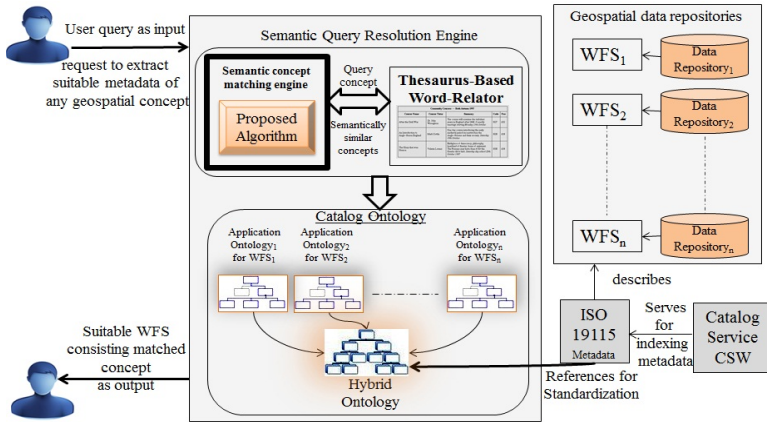 User query as input
request to extract
suitable metadata of
any geospatial concept
Semantic Query Resolution Engine
Semantic concept
matching engine
Proposed
Algorithm
Query
concept
Semantically
similar
concepts
Thesaurus-Based
Word-Relator
Catalog Ontology
Application
Ontology₁
for WFS₁
Application
Ontology₂
for WFS₂
Application
Ontologyₙ
for WFSₙ
Hybrid
Ontology
Suitable WFS
consisting matched
concept
as output
Geospatial data repositories
WFS₁
Data
Repository₁
WFS₂
Data
Repository₂
WFSₙ
Data
Repositoryₙ
describes
ISO
19115
Metadata
Serves
for
indexing
metadata
Catalog
Service
CSW
References for
Standardization